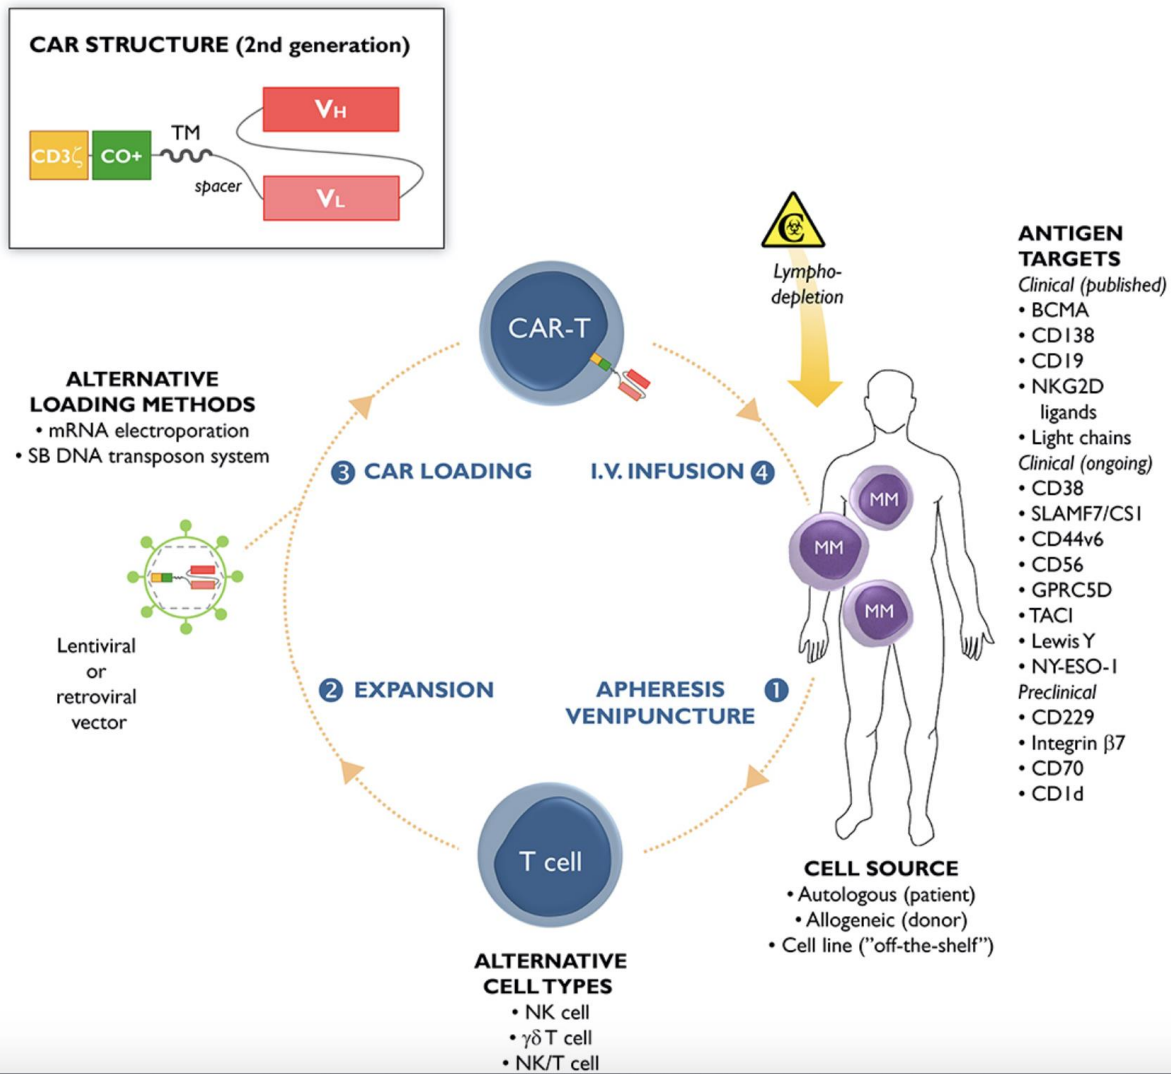 CAR STRUCTURE (2nd generation)
VH
TM
CD3ζ
CO+
spacer
VL
C
Lympho-
depletion
ANTIGEN
TARGETS
Clinical (published)
• BCMA
• CD138
• CD19
• NKG2D
ligands
• Light chains
Clinical (ongoing)
• CD38
• SLAMF7/CS1
• CD44v6
• CD56
• GPRC5D
• TACI
• Lewis Y
• NY-ESO-1
Preclinical
• CD229
• Integrin β7
• CD70
• CD1d
CAR-T
ALTERNATIVE
LOADING METHODS
• mRNA electroporation
• SB DNA transposon system
3 CAR LOADING
I.V. INFUSION 4
MM
MM
MM
Lentiviral
or
retroviral
vector
2 EXPANSION
APHERESIS 1
VENIPUNCTURE
T cell
CELL SOURCE
• Autologous (patient)
• Allogeneic (donor)
• Cell line (”off-the-shelf”)
ALTERNATIVE
CELL TYPES
• NK cell
• γδ T cell
• NK/T cell